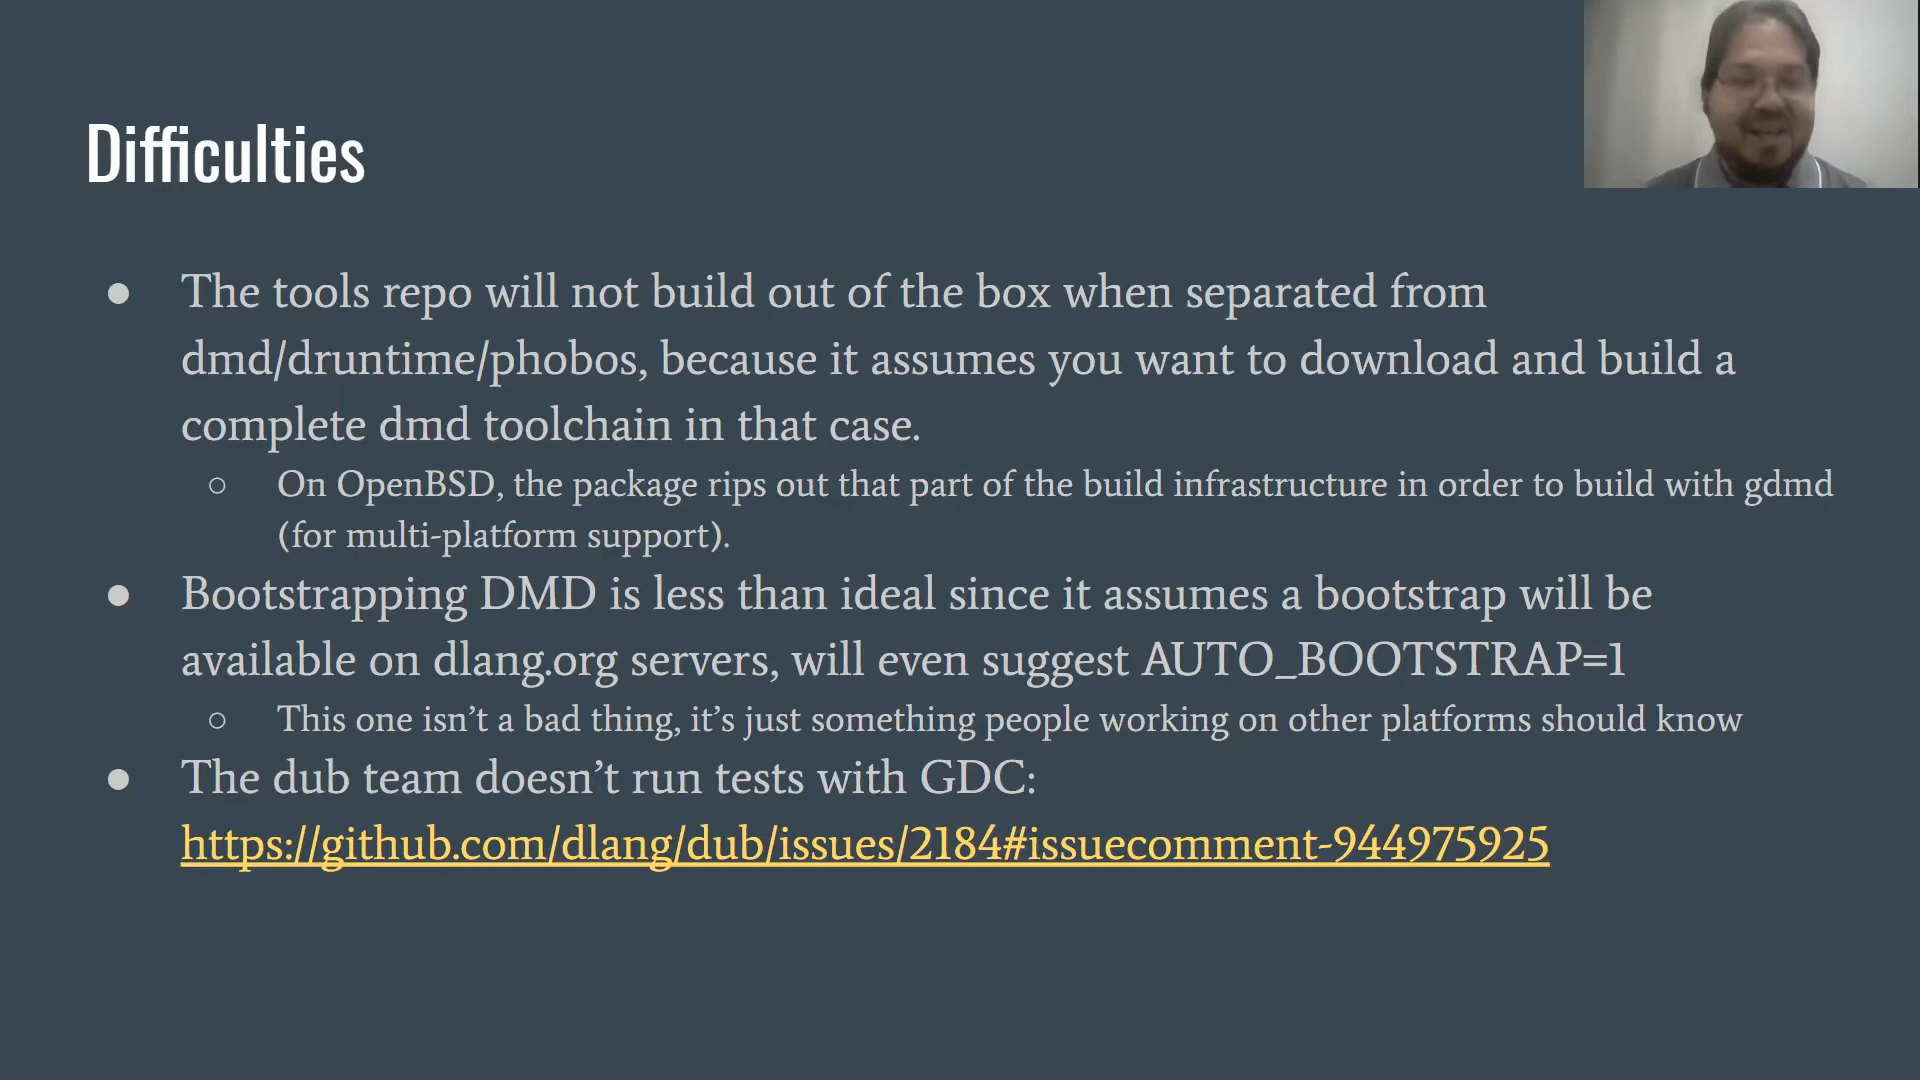 Difficulties
● The tools repo will not build out of the box when separated from
dmd/druntime/phobos, because it assumes you want to download and build a
complete dmd toolchain in that case.
○ On OpenBSD, the package rips out that part of the build infrastructure in order to build with gdmd
(for multi-platform support).
● Bootstrapping DMD is less than ideal since it assumes a bootstrap will be
available on dlang.org servers, will even suggest AUTO_BOOTSTRAP=1
○ This one isn’t a bad thing, it’s just something people working on other platforms should know
● The dub team doesn’t run tests with GDC:
https://github.com/dlang/dub/issues/2184#issuecomment-944975925